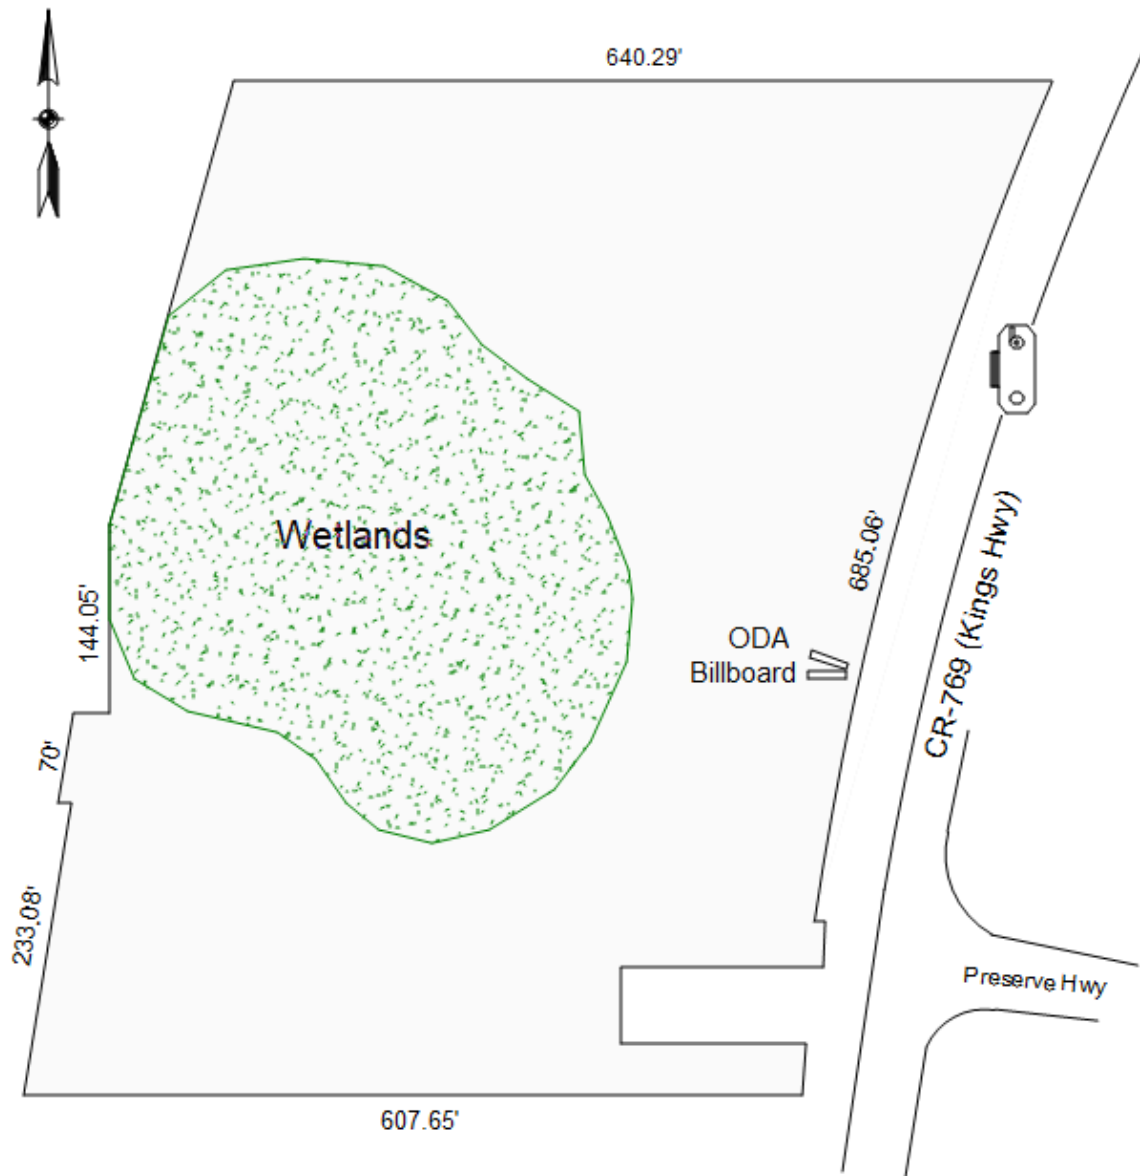 640.29'
Wetlands
144.05'
685.06'
CR-769 (Kings Hwy)
ODA
Billboard
70'
233.08'
Preserve Hwy
607.65'